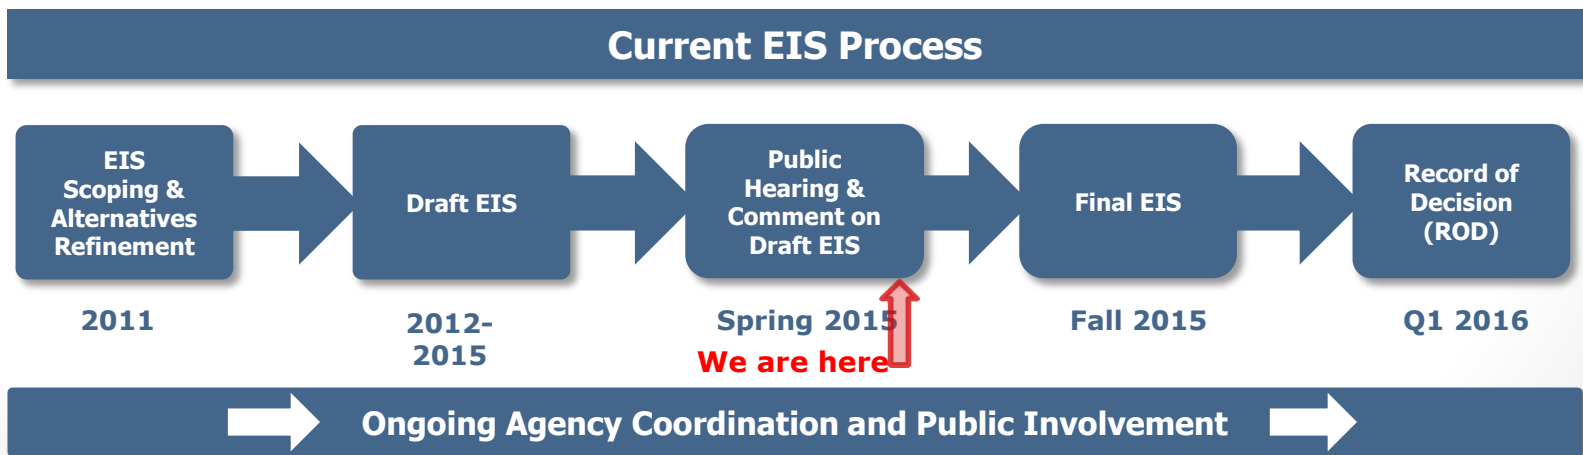 Current EIS Process
EIS
Scoping &
Alternatives
Refinement
Draft EIS
Public
Hearing &
Comment on
Draft EIS
Final EIS
Record of
Decision
(ROD)
2011
2012-
2015
Spring 2015
Fall 2015
Q1 2016
We are here
Ongoing Agency Coordination and Public Involvement